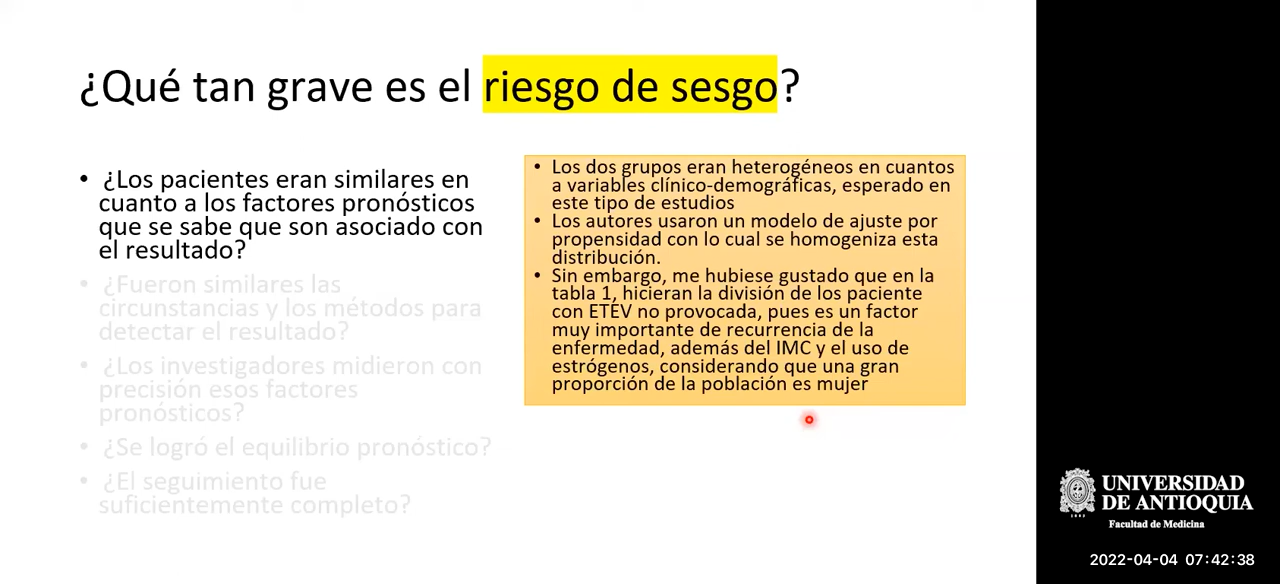 ¿Qué tan grave es el riesgo de sesgo?
• ¿Los pacientes eran similares en
cuanto a los factores pronósticos
que se sabe que son asociado con
el resultado?
• ¿Fueron similares las
circunstancias y los métodos para
detectar el resultado?
• ¿Los investigadores midieron con
precisión esos factores
pronósticos?
• ¿Se logró el equilibrio pronóstico?
• ¿El seguimiento fue
suficientemente completo?
• Los dos grupos eran heterogéneos en cuantos
a variables clínico-demográficas, esperado en
este tipo de estudios
• Los autores usaron un modelo de ajuste por
propensidad con lo cual se homogeniza esta
distribución.
• Sin embargo, me hubiese gustado que en la
tabla 1, hicieran la división de los paciente
con ETEV no provocada, pues es un factor
muy importante de recurrencia de la
enfermedad, además del IMC y el uso de
estrógenos, considerando que una gran
proporción de la población es mujer
UNIVERSIDAD
DE ANTIOQUIA
Facultad de Medicina
2022-04-04 07:42:38